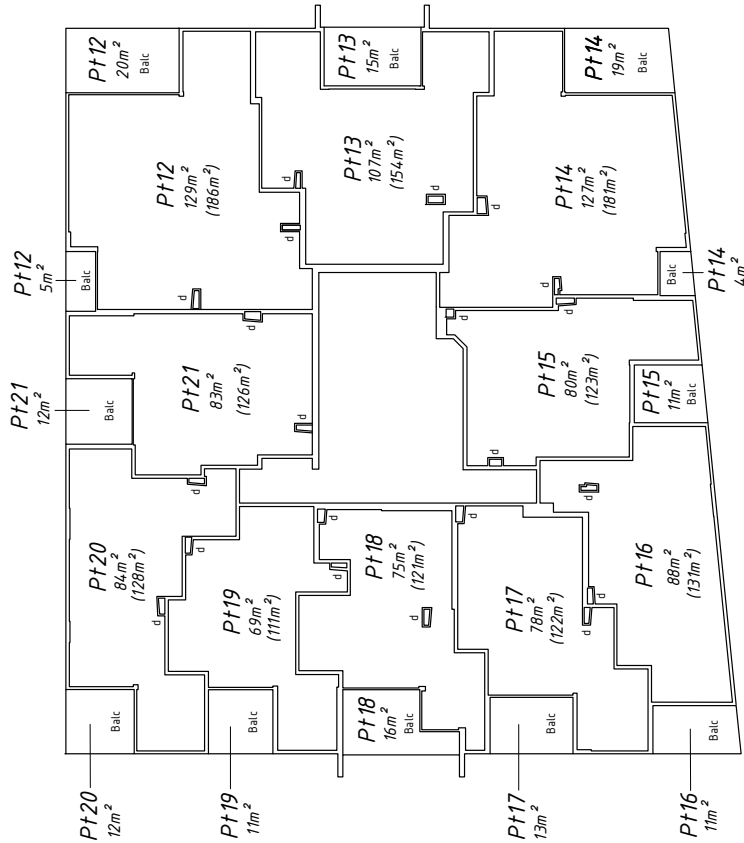 Pt16
11m²
Balc
Pt17
13m²
Balc
Pt18
16m²
Balc
Pt19
11m²
Balc
Pt20
12m²
Balc
Pt16
88m²
(131m²)
d
d
Pt17
78m²
(122m²)
d
d
Pt18
75m²
(121m²)
d
d
Pt19
69m²
(111m²)
d
d
Pt20
84m²
(128m²)
d
d
Pt15
11m²
Balc
Pt15
80m²
(123m²)
d
d
d
Pt21
83m²
(126m²)
d
d
Pt21
12m²
Balc
Pt14
4m²
Balc
Pt12
5m²
Balc
Pt14
127m²
(181m²)
d
d
Pt13
107m²
(154m²)
d
d
Pt12
129m²
(186m²)
d
d
Pt14
19m²
Balc
Pt13
15m²
Balc
Pt12
20m²
Balc